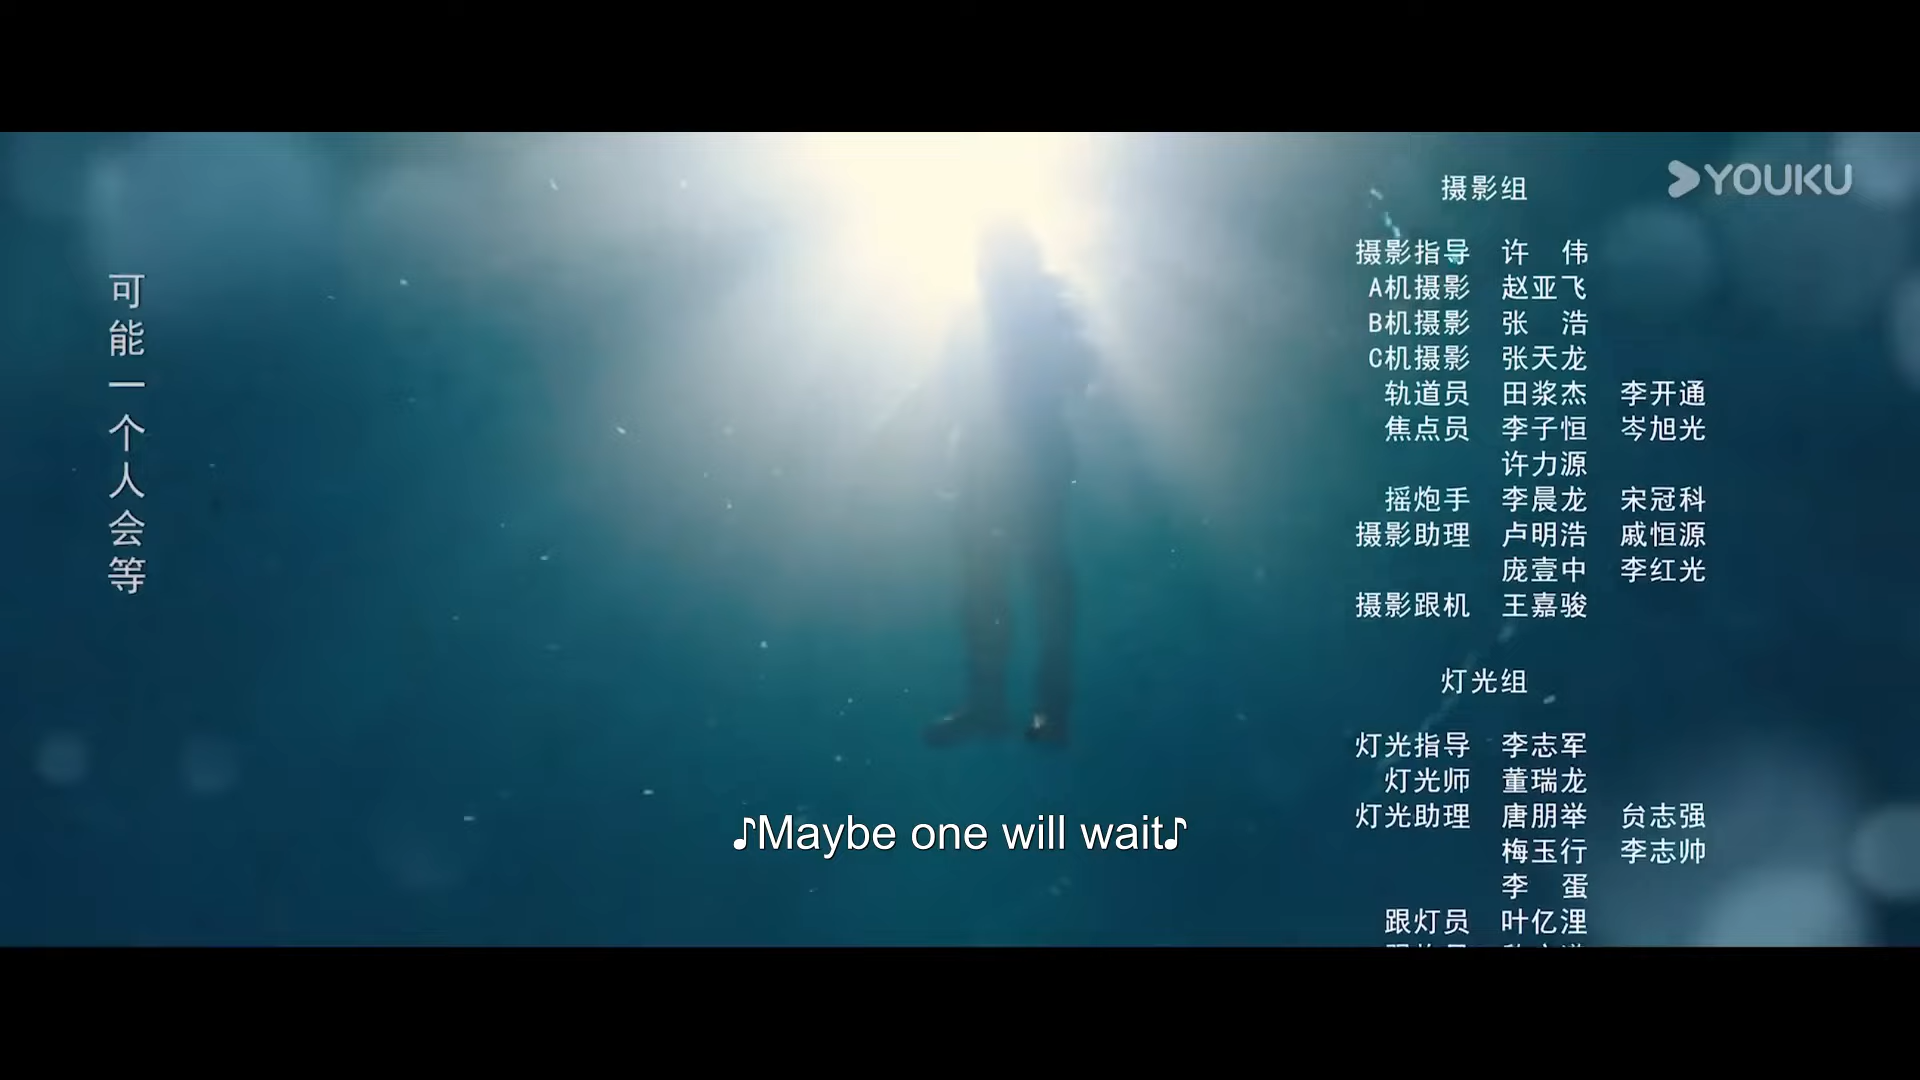 YOUKU
可能一个人会等
摄影组
摄影指导 许 伟
A机摄影 赵亚飞
B机摄影 张 浩
C机摄影 张天龙
轨道员 田浆杰 李开通
焦点员 李子恒 岑旭光
许力源
摇炮手 李晨龙 宋冠科
摄影助理 卢明浩 戚恒源
庞壹中 李红光
摄影跟机 王嘉骏
灯光组
灯光指导 李志军
灯光师 董瑞龙
灯光助理 唐朋举 贠志强
梅玉行 李志帅
李 蛋
跟灯员 叶亿浬
♪Maybe one will wait♪